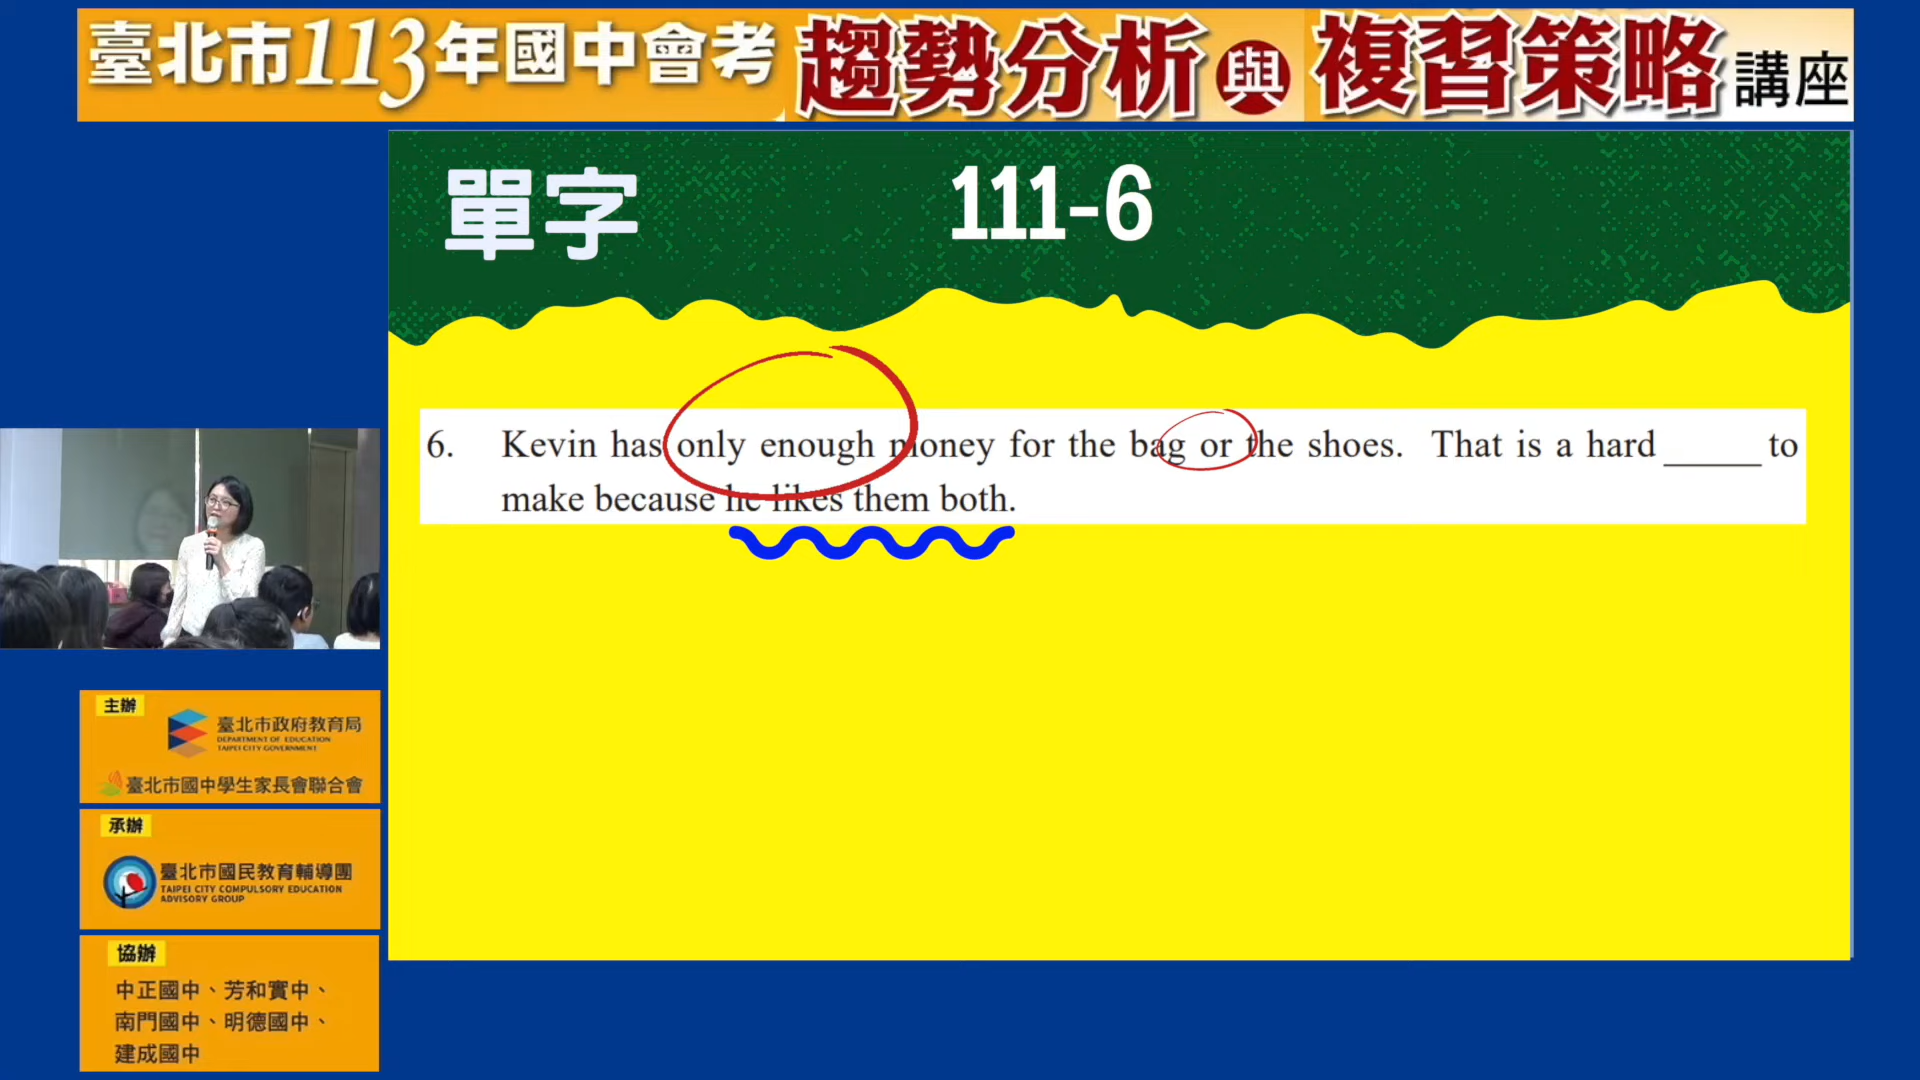 臺北市113年國中會考 趨勢分析與複習策略講座
單字
111-6
6. Kevin has only enough money for the bag or the shoes. That is a hard _____ to
make because he likes them both.
主辦
臺北市政府教育局
DEPARTMENT OF EDUCATION
TAIPEI CITY GOVERNMENT
臺北市國中學生家長會聯合會
承辦
臺北市國民教育輔導團
TAIPEI CITY COMPULSORY EDUCATION
ADVISORY GROUP
協辦
中正國中、芳和實中、
南門國中、明德國中、
建成國中